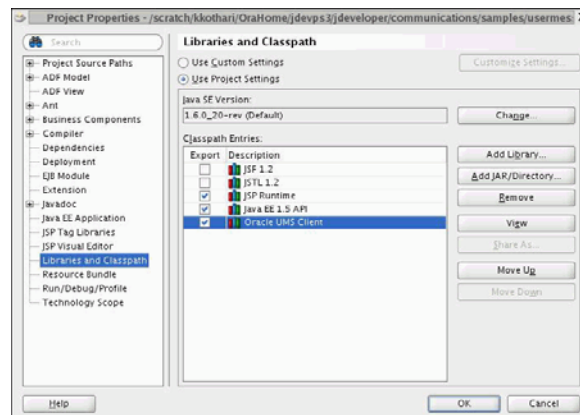 Project Properties - /scratch/kkothari/OraHome/jdevps3/jdeveloper/communications/samples/usermes
Search
Project Source Paths
ADF Model
ADF View
Ant
Business Components
Compiler
Dependencies
Deployment
EJB Module
Extension
Javadoc
Java EE Application
JSP Tag Libraries
JSP Visual Editor
Libraries and Classpath
Resource Bundle
Run/Debug/Profile
Technology Scope
Libraries and Classpath
Use Custom Settings
Customize Settings...
Use Project Settings
Java SE Version:
1.6.0_20-rev (Default)
Change...
Classpath Entries:
Export Description
JSF 1.2
JSTL 1.2
JSP Runtime
Java EE 1.5 API
Oracle UMS Client
Add Library...
Add JAR/Directory...
Remove
View
Share As...
Move Up
Move Down
Help
OK
Cancel